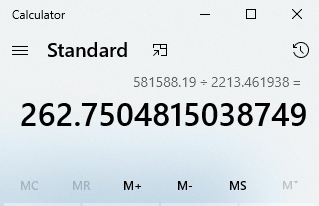 Calculator
Standard
581588.19 ÷ 2213.461938 =
262.7504815038749
MC MR M+ M- MS M˅